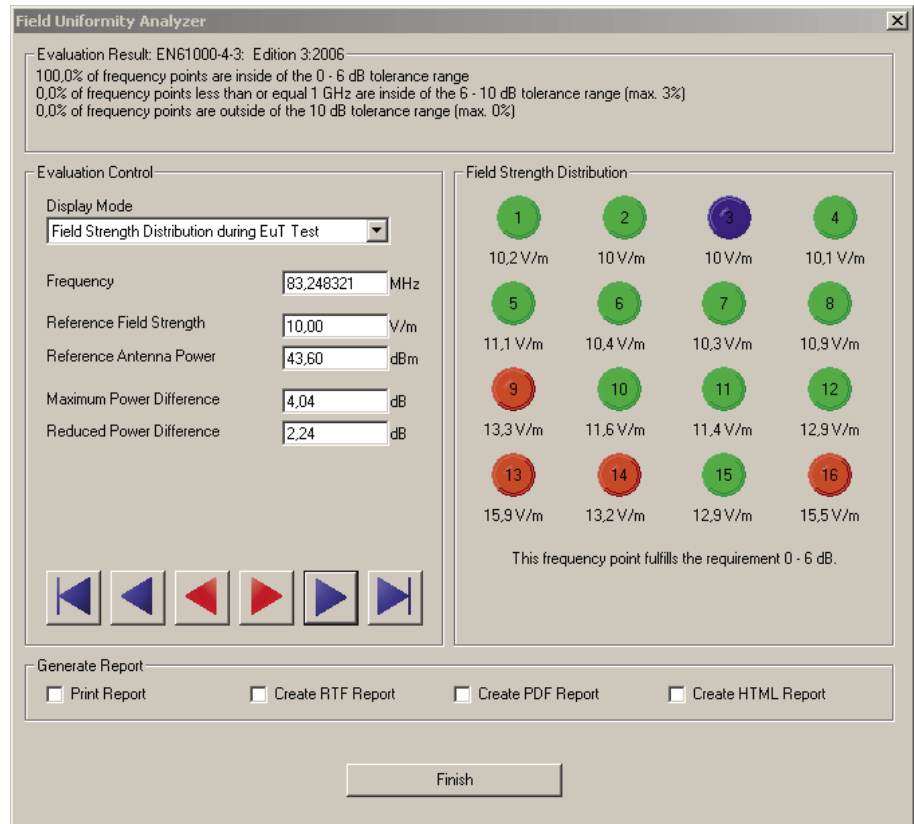 Field Uniformity Analyzer
Evaluation Result: EN61000-4-3: Edition 3:2006
100,0% of frequency points are inside of the 0 - 6 dB tolerance range
0,0% of frequency points less than or equal 1 GHz are inside of the 6 - 10 dB tolerance range (max. 3%)
0,0% of frequency points are outside of the 10 dB tolerance range (max. 0%)
Evaluation Control
Display Mode
Field Strength Distribution during EuT Test
Frequency 83,248321 MHz
Reference Field Strength 10,00 V/m
Reference Antenna Power 43,60 dBm
Maximum Power Difference 4,04 dB
Reduced Power Difference 2,24 dB
Field Strength Distribution
1 2 3 4
10,2 V/m 10 V/m 10 V/m 10,1 V/m
5 6 7 8
11,1 V/m 10,4 V/m 10,3 V/m 10,9 V/m
9 10 11 12
13,3 V/m 11,6 V/m 11,4 V/m 12,9 V/m
13 14 15 16
15,9 V/m 13,2 V/m 12,9 V/m 15,5 V/m
This frequency point fulfills the requirement 0 - 6 dB.
Generate Report
Print Report Create RTF Report Create PDF Report Create HTML Report
Finish